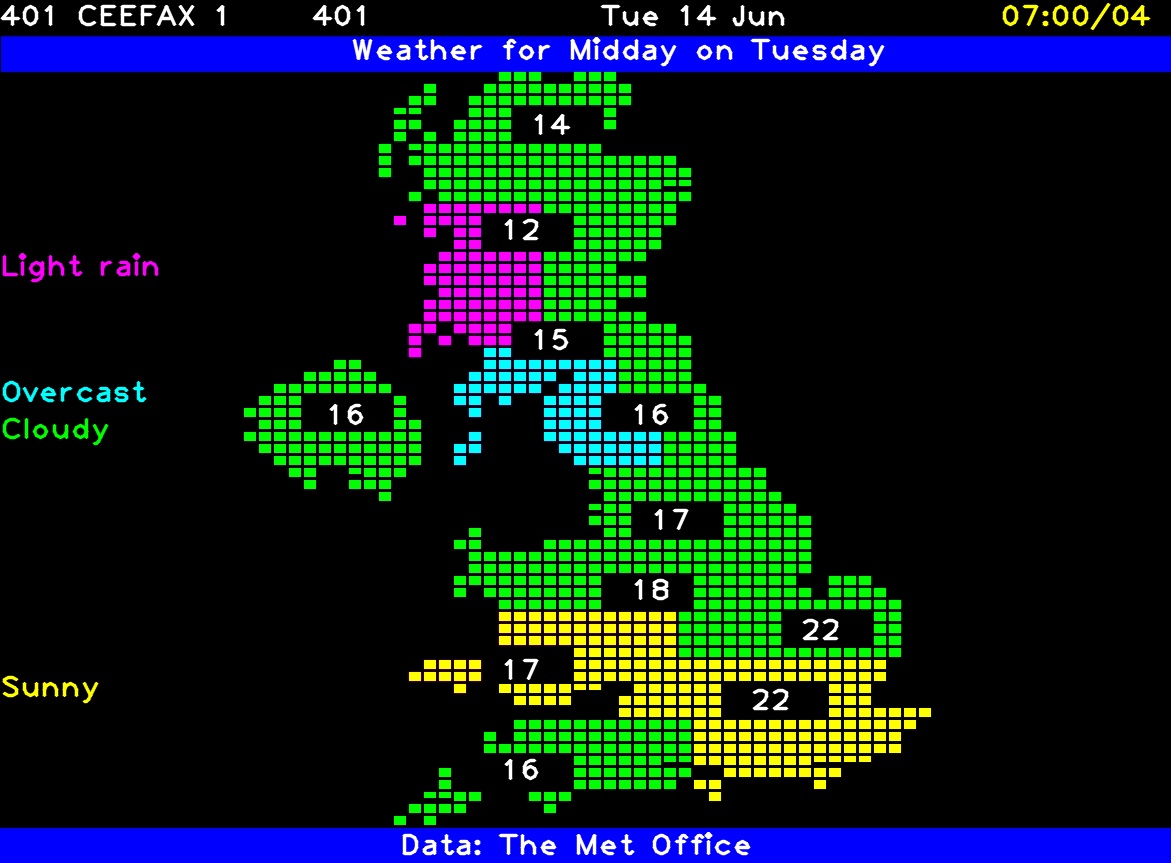 401 CEEFAX 1 401 Tue 14 Jun 07:00/04
Weather for Midday on Tuesday
14
12
Light rain
15
Overcast
16 16
Cloudy
17
18
22
17
Sunny
22
16
Data: The Met Office